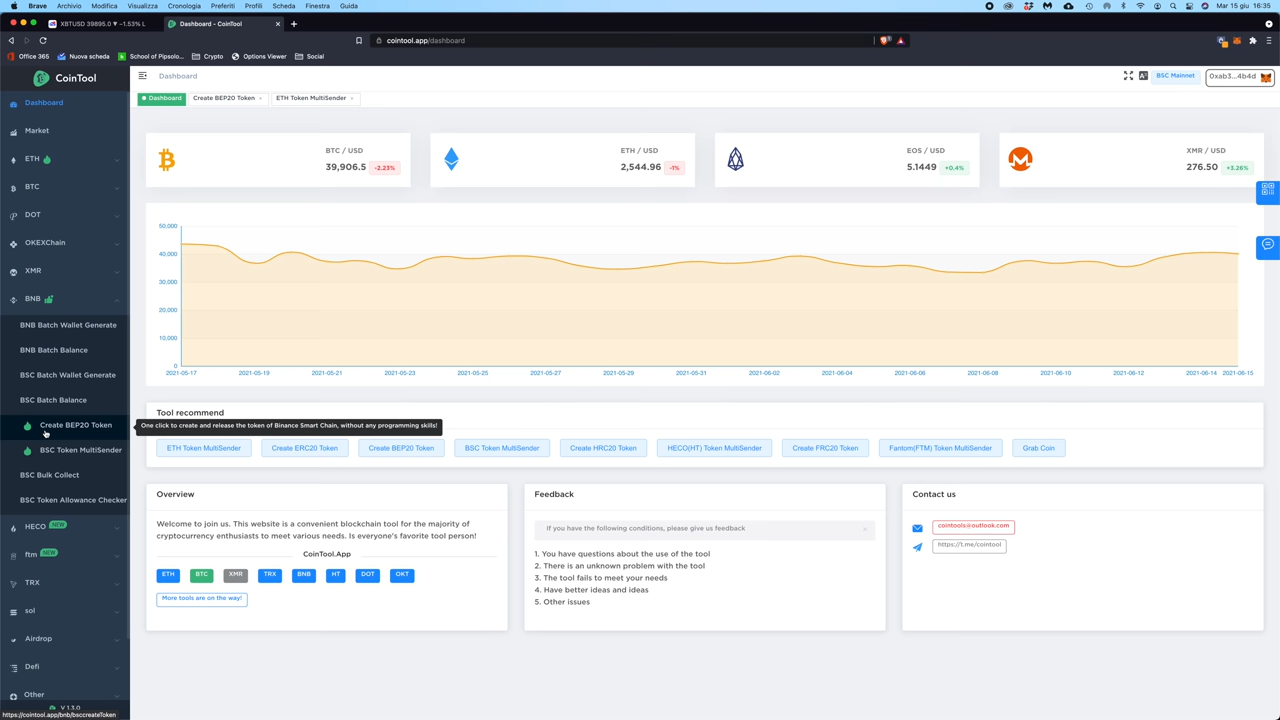 Brave Archivio Modifica Visualizza Cronologia Preferiti Profili Scheda Finestra Guida
Mar 15 giu 16:35
XBTUSD 39895.0 ▼ -1.53% L
Dashboard - CoinTool
cointool.app/dashboard
Office 365
Nuova scheda
School of Pipsolo...
Crypto
Options Viewer
Social
CoinTool
Dashboard
BSC Mainnet
0xab3...4b4d
Dashboard
Create BEP20 Token
ETH Token MultiSender
Dashboard
Market
ETH
BTC
DOT
OKEXChain
XMR
BNB
BNB Batch Wallet Generate
BNB Batch Balance
BSC Batch Wallet Generate
BSC Batch Balance
Create BEP20 Token
BSC Token MultiSender
BSC Bulk Collect
BSC Token Allowance Checker
HECO NEW
ftm NEW
TRX
sol
Airdrop
Defi
Other
V 1.3.0
https://cointool.app/bnb/bsccreateToken
BTC / USD
39,906.5 -2.23%
ETH / USD
2,544.96 -1%
EOS / USD
5.1449 +0.4%
XMR / USD
276.50 +3.26%
50,000
40,000
30,000
20,000
10,000
0
2021-05-17 2021-05-19 2021-05-21 2021-05-23 2021-05-25 2021-05-27 2021-05-29 2021-05-31 2021-06-02 2021-06-04 2021-06-06 2021-06-08 2021-06-10 2021-06-12 2021-06-14 2021-06-15
Tool recommend
One click to create and release the token of Binance Smart Chain, without any programming skills!
ETH Token MultiSender
Create ERC20 Token
Create BEP20 Token
BSC Token MultiSender
Create HRC20 Token
HECO(HT) Token MultiSender
Create FRC20 Token
Fantom(FTM) Token MultiSender
Grab Coin
Overview
Welcome to join us. This website is a convenient blockchain tool for the majority of
cryptocurrency enthusiasts to meet various needs. Is everyone's favorite tool person!
CoinTool.App
ETH BTC XMR TRX BNB HT DOT OKT
More tools are on the way!
Feedback
If you have the following conditions, please give us feedback
1. You have questions about the use of the tool
2. There is an unknown problem with the tool
3. The tool fails to meet your needs
4. Have better ideas and ideas
5. Other issues
Contact us
cointools@outlook.com
https://t.me/cointool